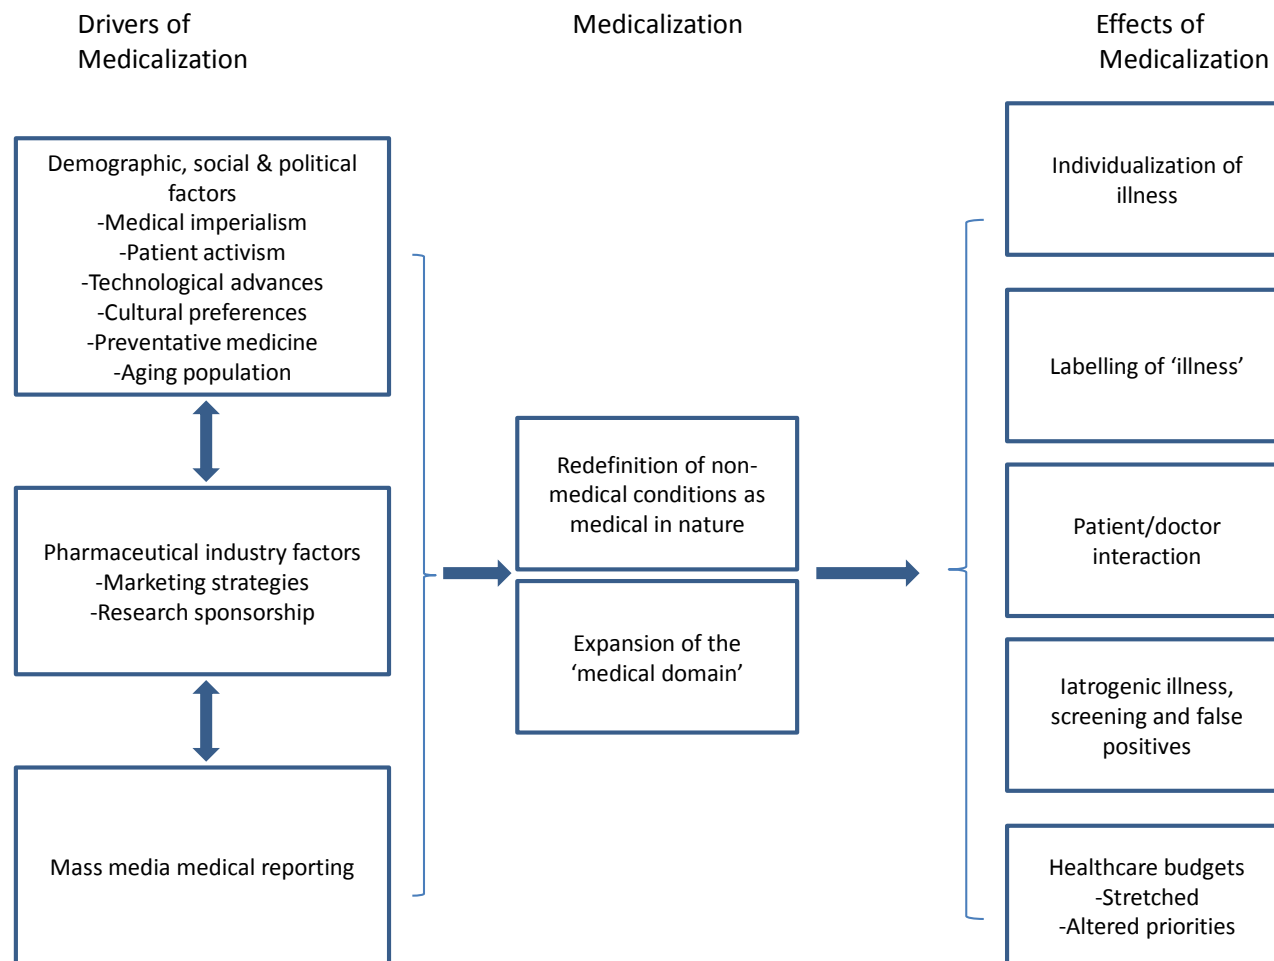 Drivers of
Medicalization
Medicalization
Effects of
Medicalization
Demographic, social & political
factors
-Medical imperialism
-Patient activism
-Technological advances
-Cultural preferences
-Preventative medicine
-Aging population
Pharmaceutical industry factors
-Marketing strategies
-Research sponsorship
Mass media medical reporting
Redefinition of non-
medical conditions as
medical in nature
Expansion of the
‘medical domain’
Individualization of
illness
Labelling of ‘illness’
Patient/doctor
interaction
Iatrogenic illness,
screening and false
positives
Healthcare budgets
-Stretched
-Altered priorities